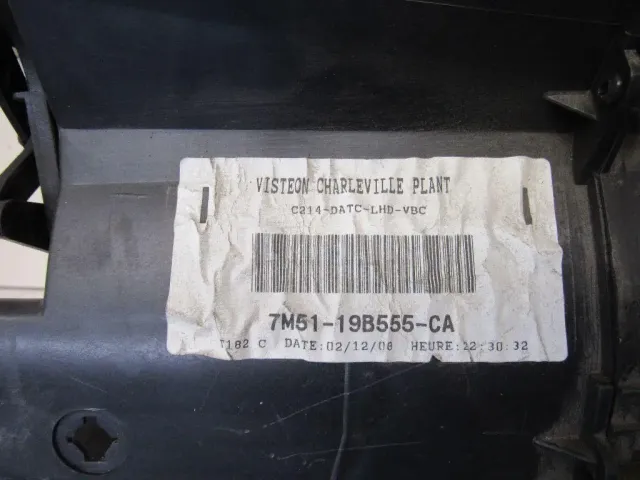 VISTEON CHARLEVILLE PLANT
C214-DATC-LHD-VBC
7M51-19B555-CA
T182 C DATE:02/12/08 HEURE:22:30:32